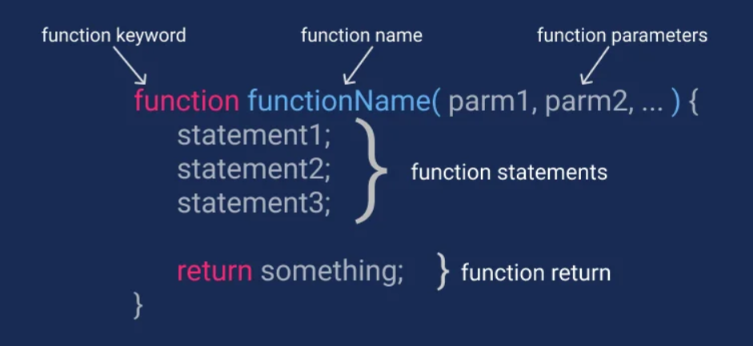 function keyword function name function parameters
function functionName( parm1, parm2, ... ) {
statement1;
statement2; function statements
statement3;
return something; } function return
}